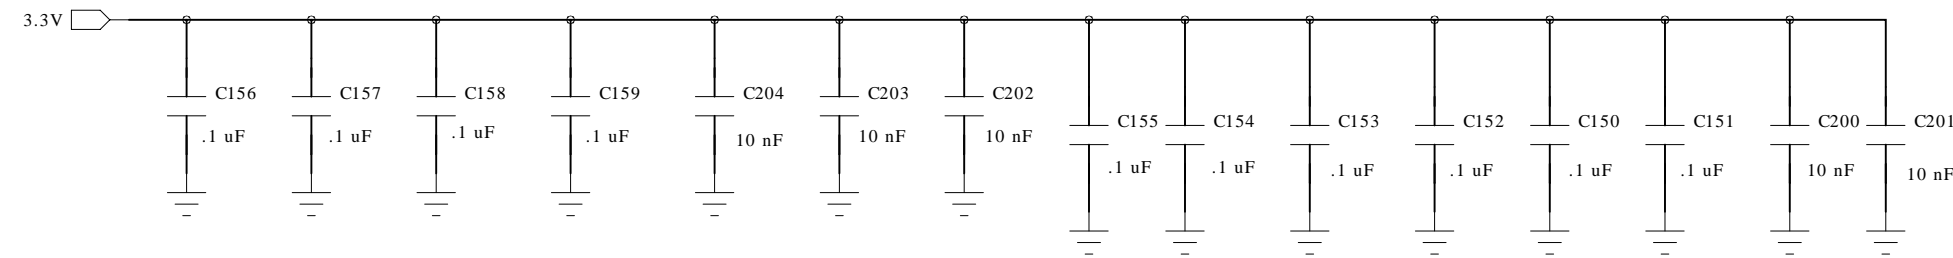 3.3V
C156
C157
C158
C159
C204
C203
C202
C155
C154
C153
C152
C150
C151
C200
C201
.1 uF
.1 uF
.1 uF
.1 uF
10 nF
10 nF
10 nF
.1 uF
.1 uF
.1 uF
.1 uF
.1 uF
.1 uF
10 nF
10 nF